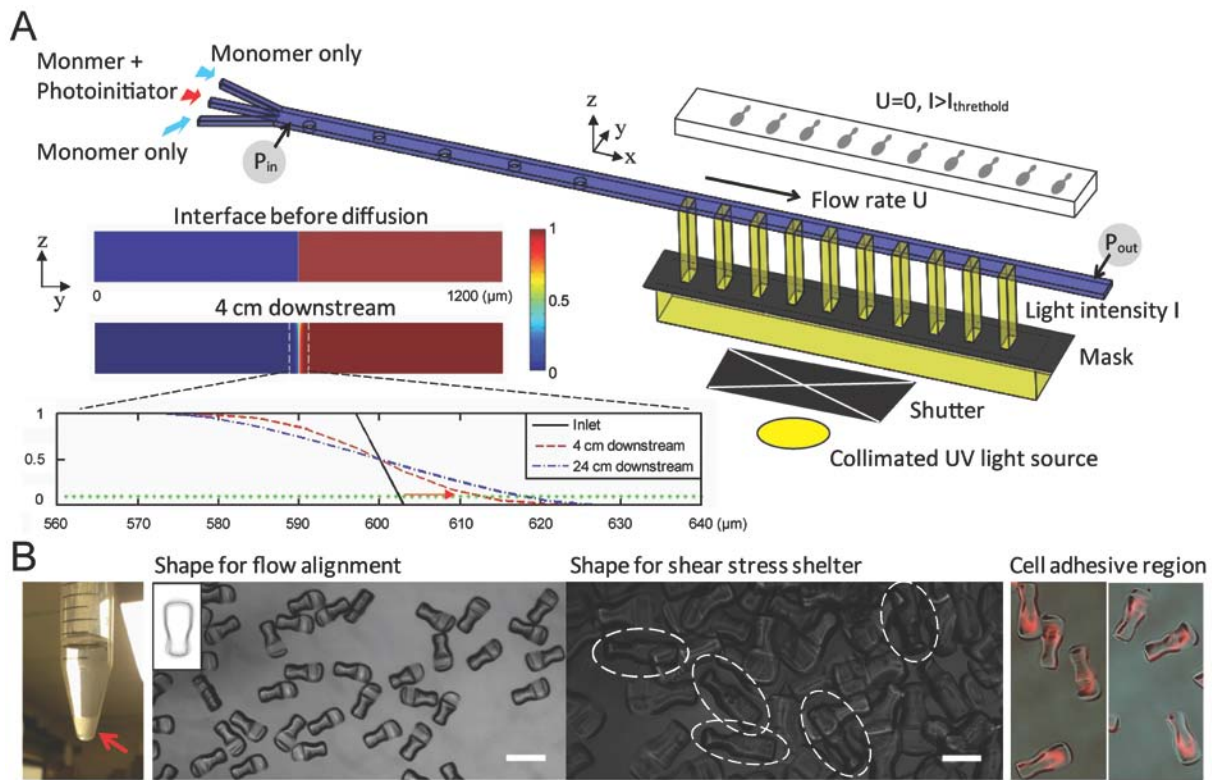 A
Monomer only
Monmer +
Photoinitiator
Monomer only
P_in
z
y
x
U=0, I>I_threthold
Flow rate U
P_out
Light intensity I
Mask
Shutter
Collimated UV light source
Interface before diffusion
z
y
0
1200 (μm)
4 cm downstream
1
0.5
0
1
0.5
0
Inlet
4 cm downstream
24 cm downstream
560 570 580 590 600 610 620 630 640 (μm)
B
Shape for flow alignment
Shape for shear stress shelter
Cell adhesive region